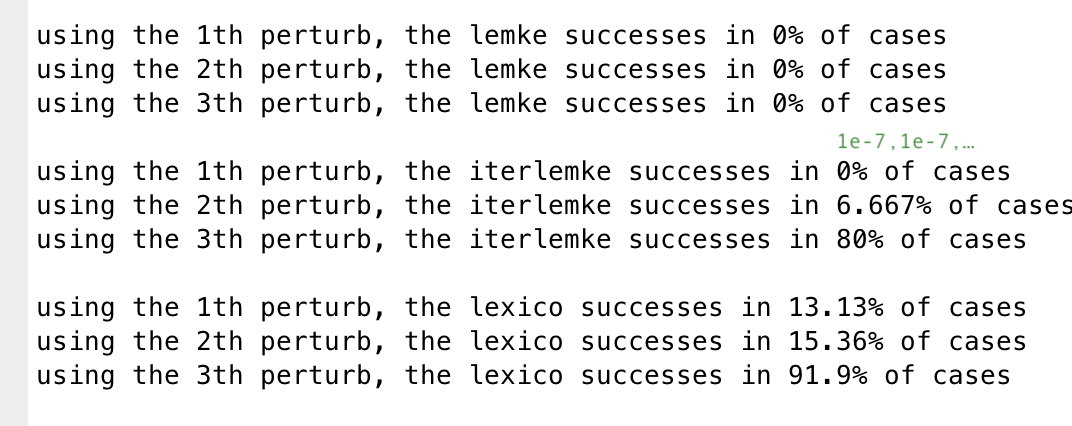 using the 1th perturb, the lemke successes in 0% of cases
using the 2th perturb, the lemke successes in 0% of cases
using the 3th perturb, the lemke successes in 0% of cases
1e-7,1e-7,…
using the 1th perturb, the iterlemke successes in 0% of cases
using the 2th perturb, the iterlemke successes in 6.667% of cases
using the 3th perturb, the iterlemke successes in 80% of cases
using the 1th perturb, the lexico successes in 13.13% of cases
using the 2th perturb, the lexico successes in 15.36% of cases
using the 3th perturb, the lexico successes in 91.9% of cases